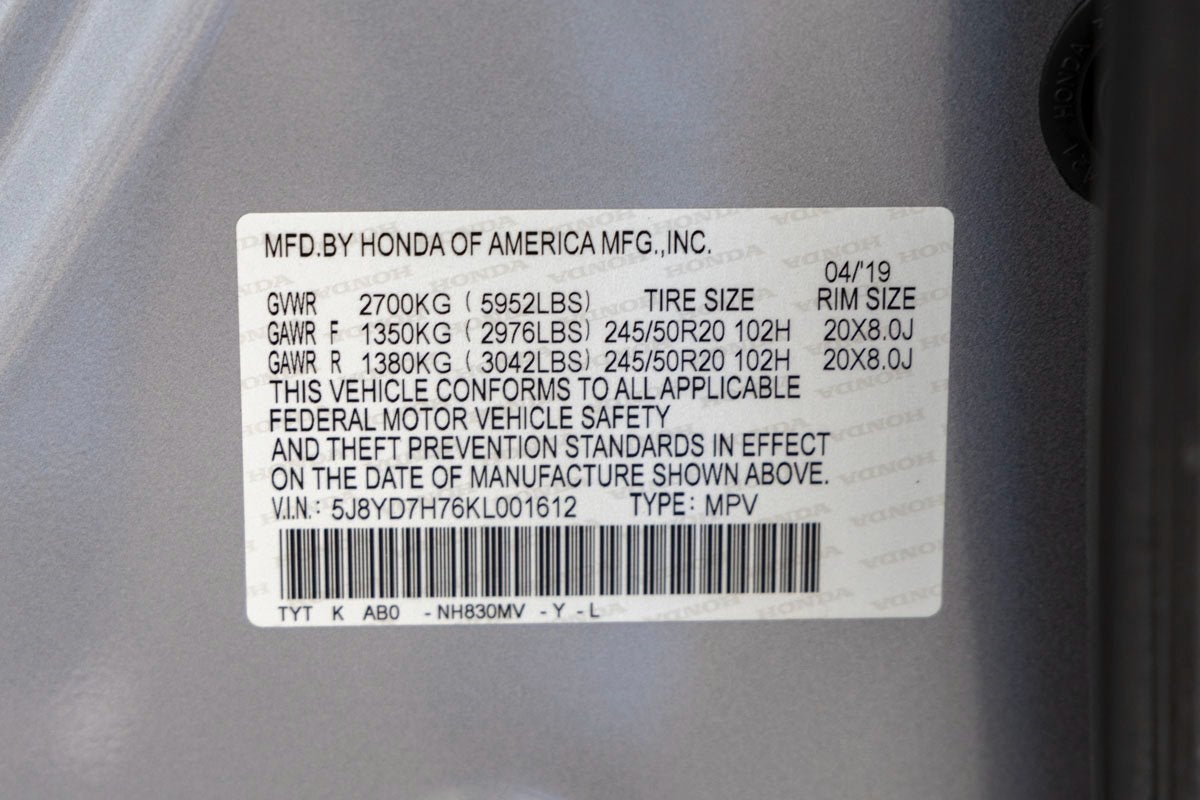 MFD.BY HONDA OF AMERICA MFG.,INC.
04/'19
GVWR 2700KG ( 5952LBS) TIRE SIZE RIM SIZE
GAWR F 1350KG ( 2976LBS) 245/50R20 102H 20X8.0J
GAWR R 1380KG ( 3042LBS) 245/50R20 102H 20X8.0J
THIS VEHICLE CONFORMS TO ALL APPLICABLE
FEDERAL MOTOR VEHICLE SAFETY
AND THEFT PREVENTION STANDARDS IN EFFECT
ON THE DATE OF MANUFACTURE SHOWN ABOVE.
V.I.N.: 5J8YD7H76KL001612 TYPE: MPV
TYT K AB0 -NH830MV -Y -L
HONDA